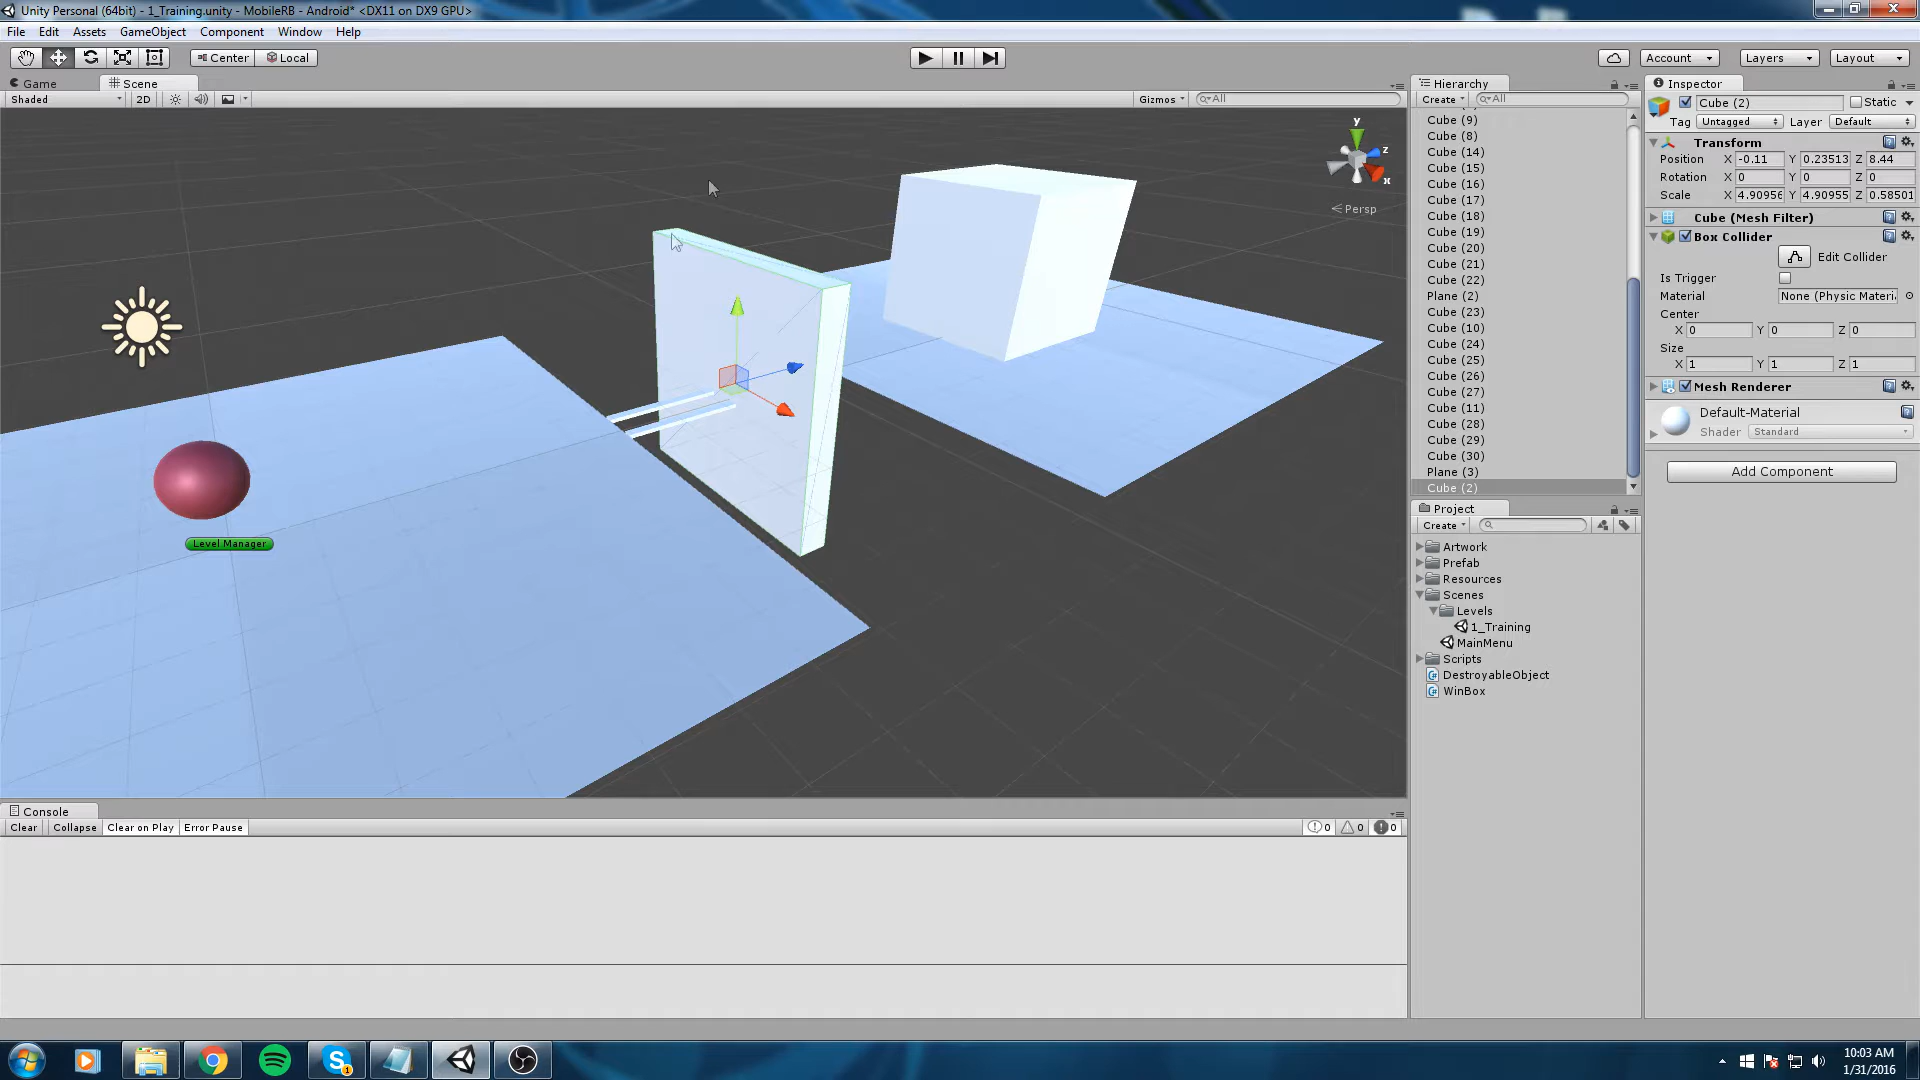 Unity Personal (64bit) - 1_Training.unity - MobileRB - Android* <DX11 on DX9 GPU>
File Edit Assets GameObject Component Window Help
Center Local Account Layers Layout
Game Scene
Shaded 2D Gizmos All
y
z
x
Persp
Level Manager
Hierarchy
Create All
Cube (9)
Cube (8)
Cube (14)
Cube (15)
Cube (16)
Cube (17)
Cube (18)
Cube (19)
Cube (20)
Cube (21)
Cube (22)
Plane (2)
Cube (23)
Cube (10)
Cube (24)
Cube (25)
Cube (26)
Cube (27)
Cube (11)
Cube (28)
Cube (29)
Cube (30)
Plane (3)
Cube (2)
Project
Create
Artwork
Prefab
Resources
Scenes
Levels
1_Training
MainMenu
Scripts
DestroyableObject
WinBox
Inspector
Cube (2) Static
Tag Untagged Layer Default
Transform
Position X -0.11 Y 0.23513 Z 8.44
Rotation X 0 Y 0 Z 0
Scale X 4.90956 Y 4.90955 Z 0.58501
Cube (Mesh Filter)
Box Collider
Edit Collider
Is Trigger
Material None (Physic Materi
Center
X 0 Y 0 Z 0
Size
X 1 Y 1 Z 1
Mesh Renderer
Default-Material
Shader Standard
Add Component
Console
Clear Collapse Clear on Play Error Pause 0 0 0
10:03 AM
1/31/2016